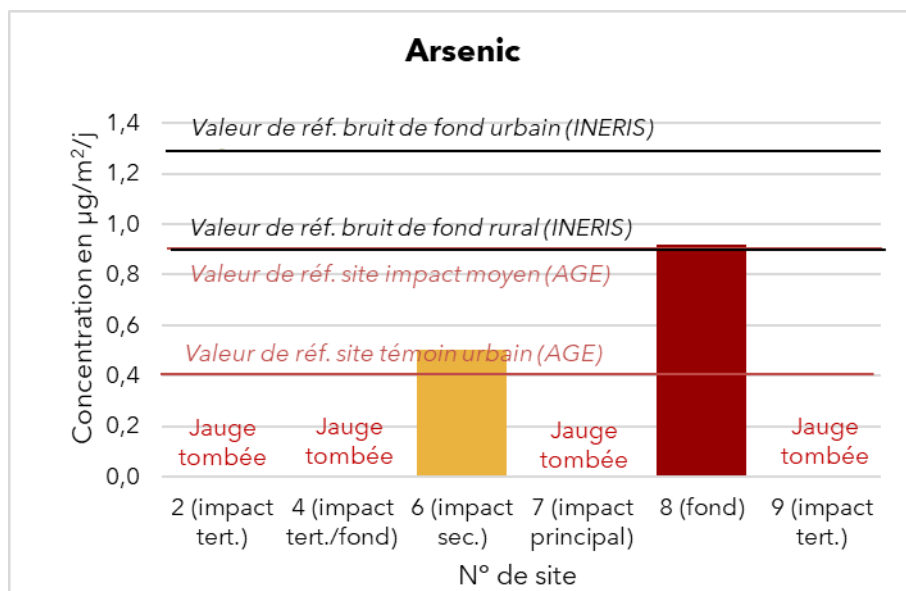 Arsenic
Concentration en µg/m²/j
1,4
1,2
1,0
0,8
0,6
0,4
0,2
0,0
Valeur de réf. bruit de fond urbain (INERIS)
Valeur de réf. bruit de fond rural (INERIS)
Valeur de réf. site impact moyen (AGE)
Valeur de réf. site témoin urbain (AGE)
Jauge
tombée
Jauge
tombée
Jauge
tombée
Jauge
tombée
2 (impact
tert.)
4 (impact
tert./fond)
6 (impact
sec.)
7 (impact
principal)
8 (fond)
9 (impact
tert.)
N° de site